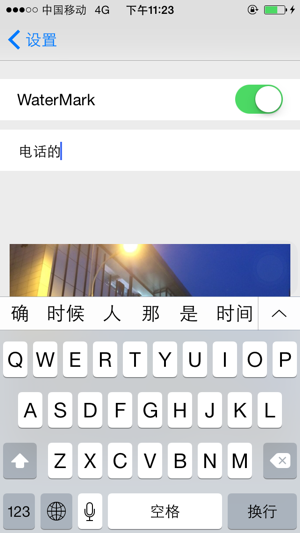 中国移动 4G 下午11:23
设置
WaterMark
电话的
确 时候 人 那 是 时间
Q W E R T Y U I O P
A S D F G H J K L
Z X C V B N M
123 空格 换行